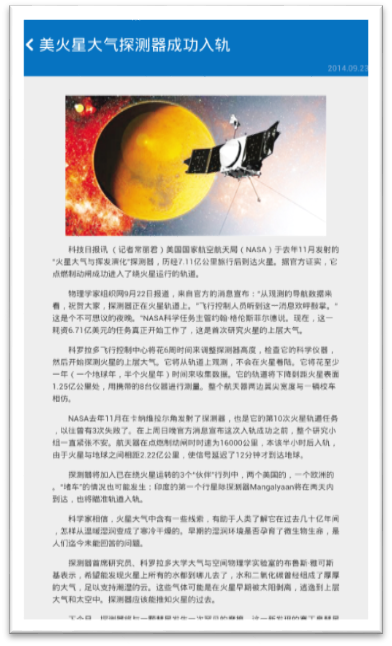 美火星大气探测器成功入轨
2014.09.23
科技日报讯 (记者常丽君) 美国国家航空航天局 (NASA) 于去年11月发射的
“火星大气与挥发演化”探测器,历经7.11亿公里旅行后到达火星。据官方证实,它
点燃制动闸成功进入了绕火星运行的轨道。
物理学家组织网9月22日报道,来自官方的消息宣布:“从观测的导航数据来
看,祝贺大家,探测器正在火星轨道上。”飞行控制人员听到这一消息欢呼鼓掌。“
这是个不可思议的夜晚。”NASA科学任务主管约翰·格伦斯菲尔德说。现在,这一
耗资6.71亿美元的任务真正开始工作了,这是首次研究火星的上层大气。
科罗拉多飞行控制中心将花6周时间来调整探测器高度,检查它的科学仪器,
然后开始探测火星的上层大气。它将从轨道上观测,不会在火星着陆。它将花至少
一年 (一个地球年,半个火星年) 时间来收集数据。它的轨道将下降到距火星表面
1.25亿公里处,用携带的8台仪器进行测量。整个航天器两边翼尖宽度与一辆校车
相仿。
NASA去年11月在卡纳维拉尔角发射了探测器,也是它的第10次火星轨道任务
,以往曾有3次失败了。在上周日晚官方消息宣布这次入轨成功之前,整个研究小
组一直紧张不安。航天器在点燃制动闸时时速为16000公里,本该半小时后入轨,
由于火星与地球之间相距2.22亿公里,使信号延迟了12分钟才到达地球。
探测器将加入已在绕火星运转的3个“伙伴”行列中,两个美国的,一个欧洲的
。“堵车”的情况也可能发生:印度的第一个行星际探测器Mangalyaan将在两天内
到达,也将瞄准轨道入轨。
科学家相信,火星大气中含有一些线索,有助于人类了解它在过去几十亿年间
,怎样从温暖湿润变成了寒冷干燥的。早期的湿润环境是否孕育了微生物生命,是
人们迄今未能回答的问题。
探测器首席研究员、科罗拉多大学大气与空间物理学实验室的布鲁斯·雅可斯
基表示,希望能发现火星上所有的水都到哪儿去了,水和二氧化碳曾经组成了厚厚
的大气,足以支持潮湿的云。这些气体可能是在火星早期被太阳剥离,逃逸到上层
大气和太空中。探测器应该能推知火星的过去。